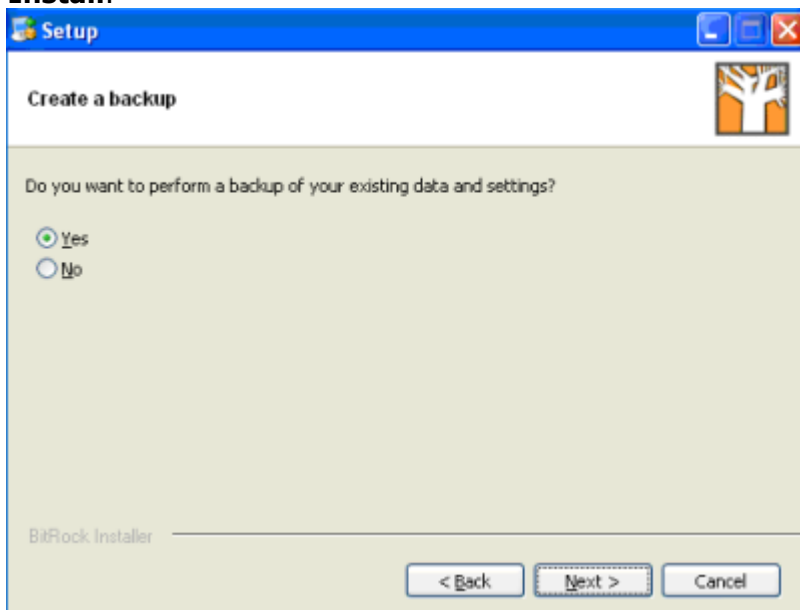 Install.
Setup
Create a backup
Do you want to perform a backup of your existing data and settings?
Yes
No
BitRock Installer
< Back Next > Cancel